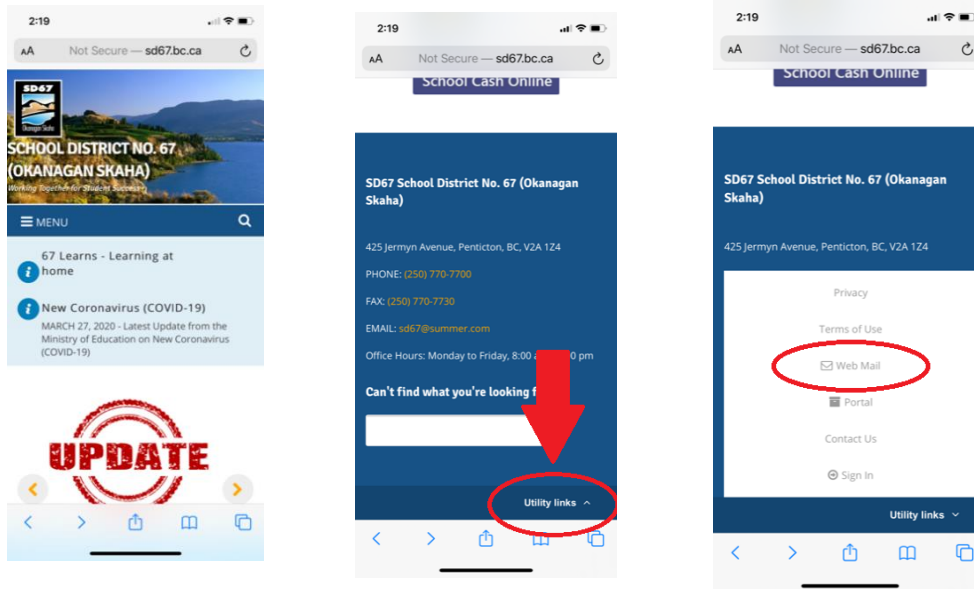 2:19
AA Not Secure — sd67.bc.ca
SD67
Okanagan Skaha
SCHOOL DISTRICT NO. 67
(OKANAGAN SKAHA)
Working Together for Student Success
MENU
67 Learns - Learning at
home
New Coronavirus (COVID-19)
MARCH 27, 2020 - Latest Update from the
Ministry of Education on New Coronavirus
(COVID-19)
UPDATE
2:19
AA Not Secure — sd67.bc.ca
School Cash Online
SD67 School District No. 67 (Okanagan
Skaha)
425 Jermyn Avenue, Penticton, BC, V2A 1Z4
PHONE: (250) 770-7700
FAX: (250) 770-7730
EMAIL: sd67@summer.com
Office Hours: Monday to Friday, 8:00 pm
Can't find what you're looking
Utility links
2:19
AA Not Secure — sd67.bc.ca
School Cash Online
SD67 School District No. 67 (Okanagan
Skaha)
425 Jermyn Avenue, Penticton, BC, V2A 1Z4
Privacy
Terms of Use
Web Mail
Portal
Contact Us
Sign In
Utility links